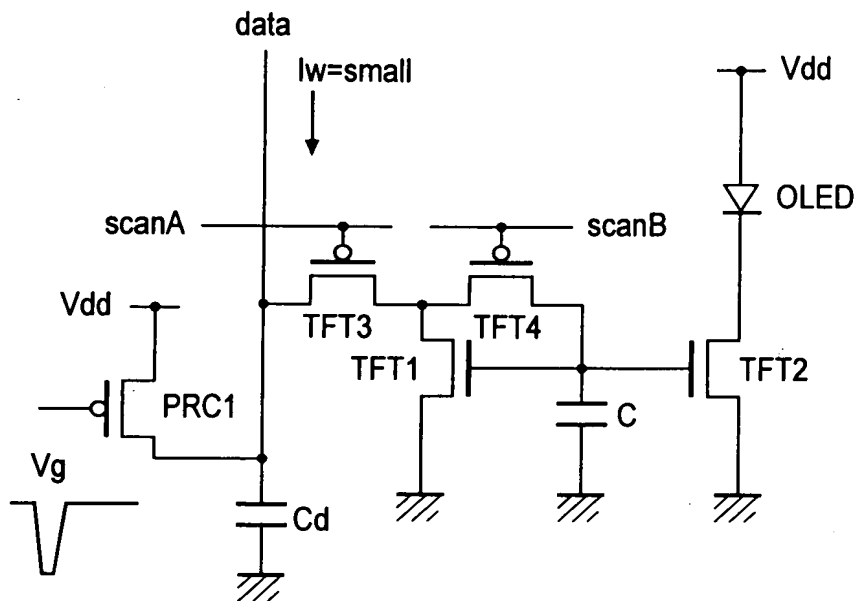 data
Iw=small
Vdd
OLED
scanA
scanB
Vdd
TFT3
TFT4
TFT1
TFT2
PRC1
C
Vg
Cd